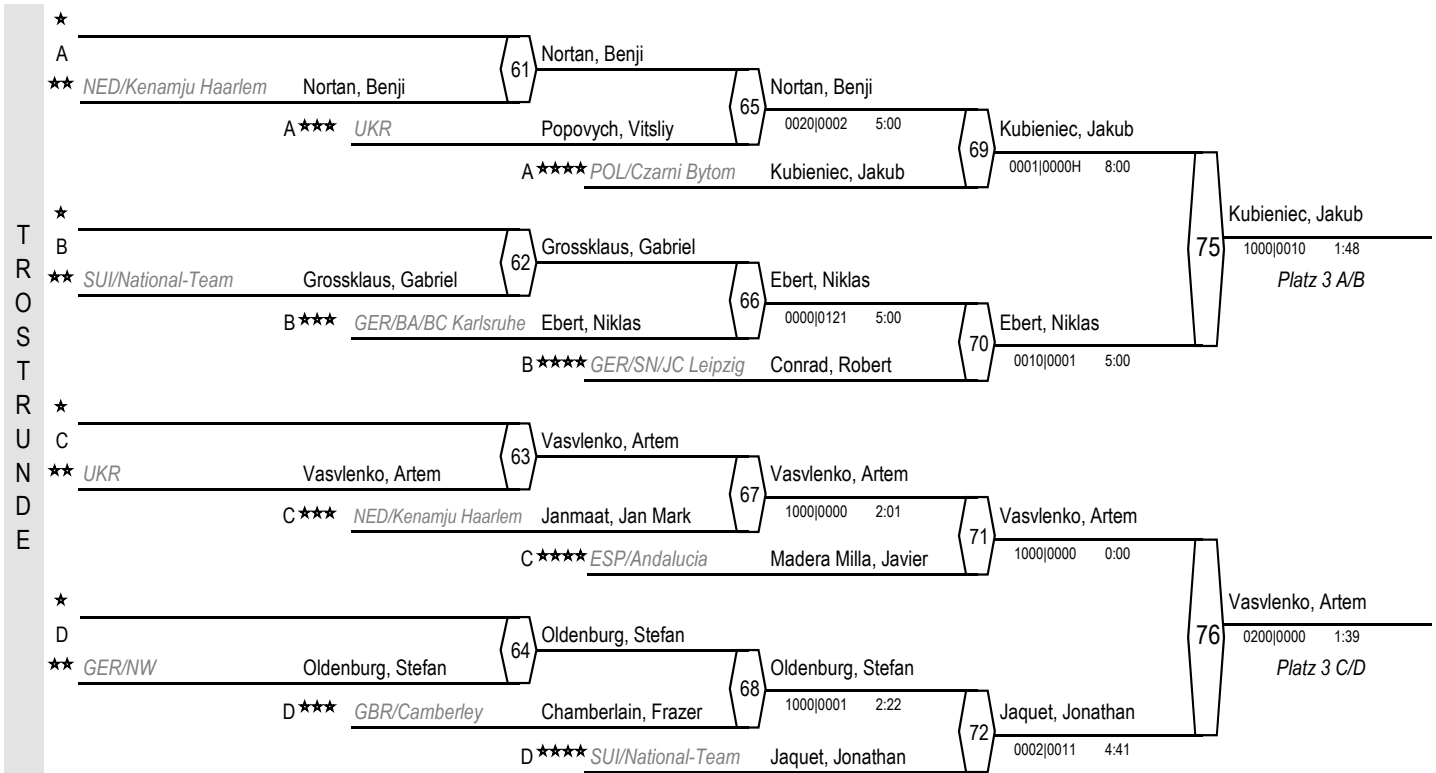 TROSTRUNDE
★
A
61
Nortan, Benji
★★ NED/Kenamju Haarlem Nortan, Benji
65
Nortan, Benji
0020|0002 5:00
A★★★ UKR Popovych, Vitsliy
69
Kubieniec, Jakub
0001|0000H 8:00
A★★★★ POL/Czarni Bytom Kubieniec, Jakub
75
Kubieniec, Jakub
1000|0010 1:48
Platz 3 A/B
★
B
62
Grossklaus, Gabriel
★★ SUI/National-Team Grossklaus, Gabriel
66
Ebert, Niklas
0000|0121 5:00
B★★★ GER/BA/BC Karlsruhe Ebert, Niklas
70
Ebert, Niklas
0010|0001 5:00
B★★★★ GER/SN/JC Leipzig Conrad, Robert
★
C
63
Vasvlenko, Artem
★★ UKR Vasvlenko, Artem
67
Vasvlenko, Artem
1000|0000 2:01
C★★★ NED/Kenamju Haarlem Janmaat, Jan Mark
71
Vasvlenko, Artem
1000|0000 0:00
C★★★★ ESP/Andalucia Madera Milla, Javier
76
Vasvlenko, Artem
0200|0000 1:39
Platz 3 C/D
★
D
64
Oldenburg, Stefan
★★ GER/NW Oldenburg, Stefan
68
Oldenburg, Stefan
1000|0001 2:22
D★★★ GBR/Camberley Chamberlain, Frazer
72
Jaquet, Jonathan
0002|0011 4:41
D★★★★ SUI/National-Team Jaquet, Jonathan